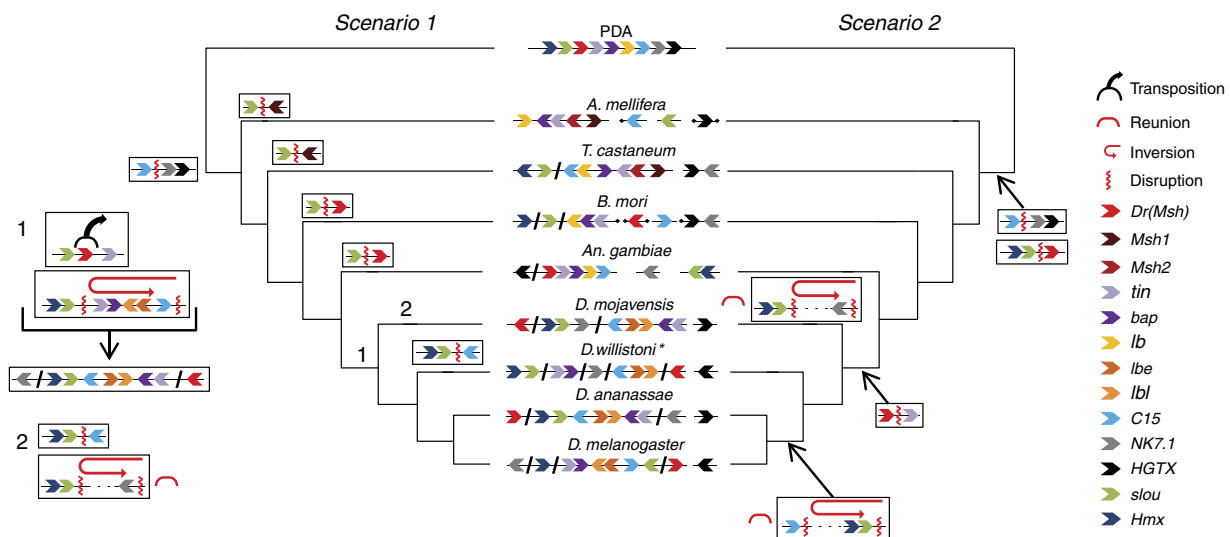 Scenario 1
Scenario 2
PDA
A. mellifera
T. castaneum
B. mori
An. gambiae
D. mojavensis
D.willistoni*
D. ananassae
D. melanogaster
1
2
2
1
Transposition
Reunion
Inversion
Disruption
Dr(Msh)
Msh1
Msh2
tin
bap
lb
lbe
lbl
C15
NK7.1
HGTX
slou
Hmx